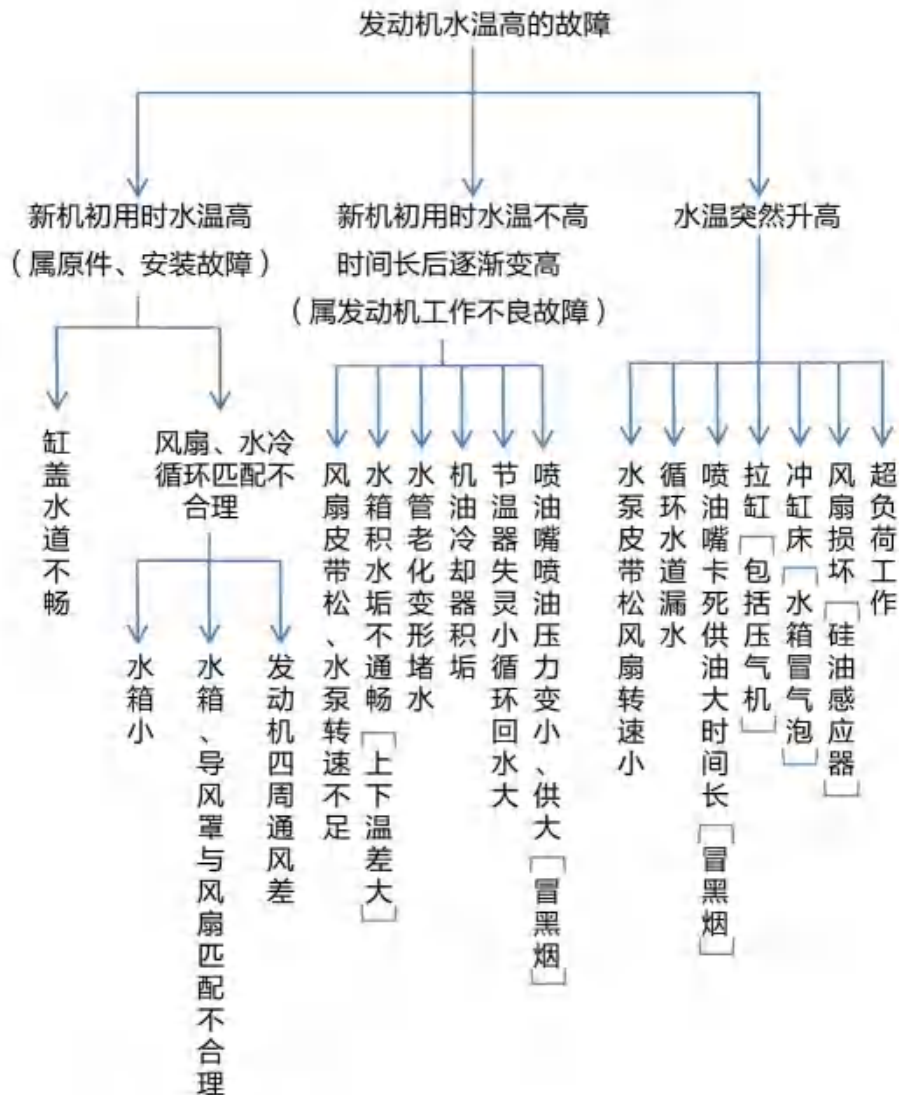 发动机水温高的故障
新机初用时水温高
（属原件、安装故障）
新机初用时水温不高
时间长后逐渐变高
（属发动机工作不良故障）
水温突然升高
缸盖水道不畅
风扇、水冷
循环匹配不
合理
水箱小
水箱、导风罩与风扇匹配不合理
发动机四周通风差
风扇皮带松、水泵转速不足
水箱积水垢不通畅[上下温差大]
水管老化变形堵水
机油冷却器积垢
节温器失灵小循环回水大
喷油嘴喷油压力变小、供大[冒黑烟]
水泵皮带松风扇转速小
循环水道漏水
喷油嘴卡死供油大时间长[冒黑烟]
拉缸[包括压气机]
冲缸床[水箱冒气泡]
风扇损坏[硅油感应器]
超负荷工作